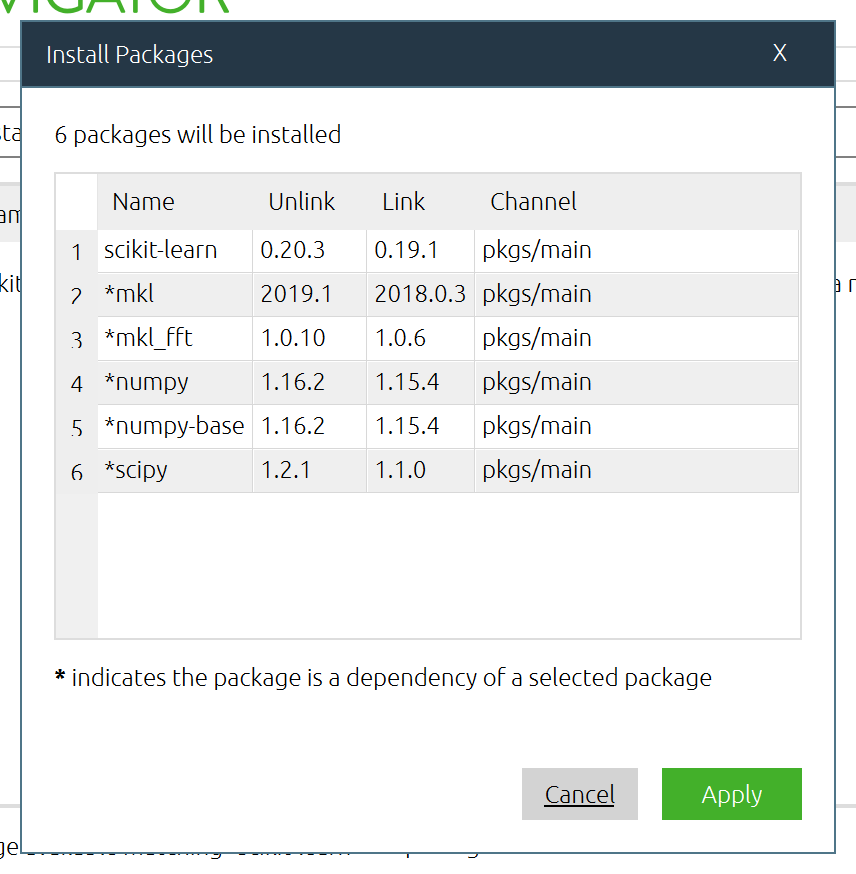 Install Packages X
6 packages will be installed
Name Unlink Link Channel
1 scikit-learn 0.20.3 0.19.1 pkgs/main
2 *mkl 2019.1 2018.0.3 pkgs/main
3 *mkl_fft 1.0.10 1.0.6 pkgs/main
4 *numpy 1.16.2 1.15.4 pkgs/main
5 *numpy-base 1.16.2 1.15.4 pkgs/main
6 *scipy 1.2.1 1.1.0 pkgs/main
* indicates the package is a dependency of a selected package
Cancel Apply